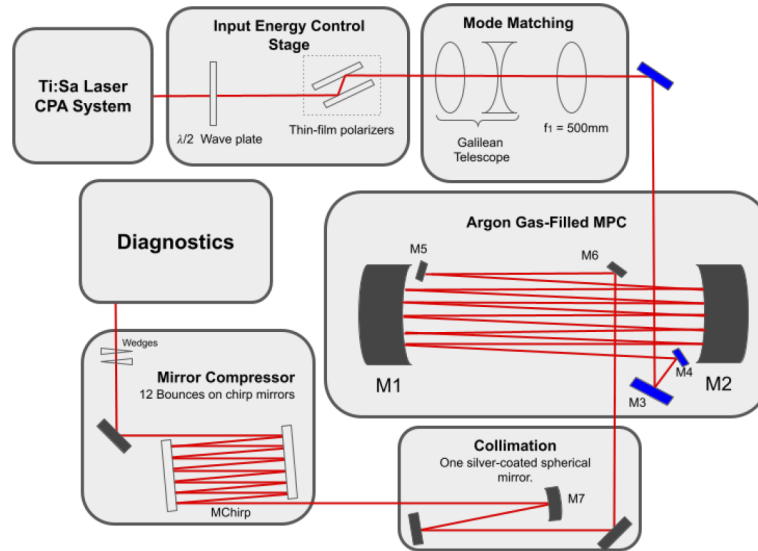 Ti:Sa Laser
CPA System
Input Energy Control
Stage
λ/2 Wave plate
Thin-film polarizers
Mode Matching
Galilean
Telescope
f1 = 500mm
Diagnostics
Argon Gas-Filled MPC
M5
M6
M1
M4
M3
M2
Wedges
Mirror Compressor
12 Bounces on chirp mirrors
MChirp
Collimation
One silver-coated spherical
mirror.
M7